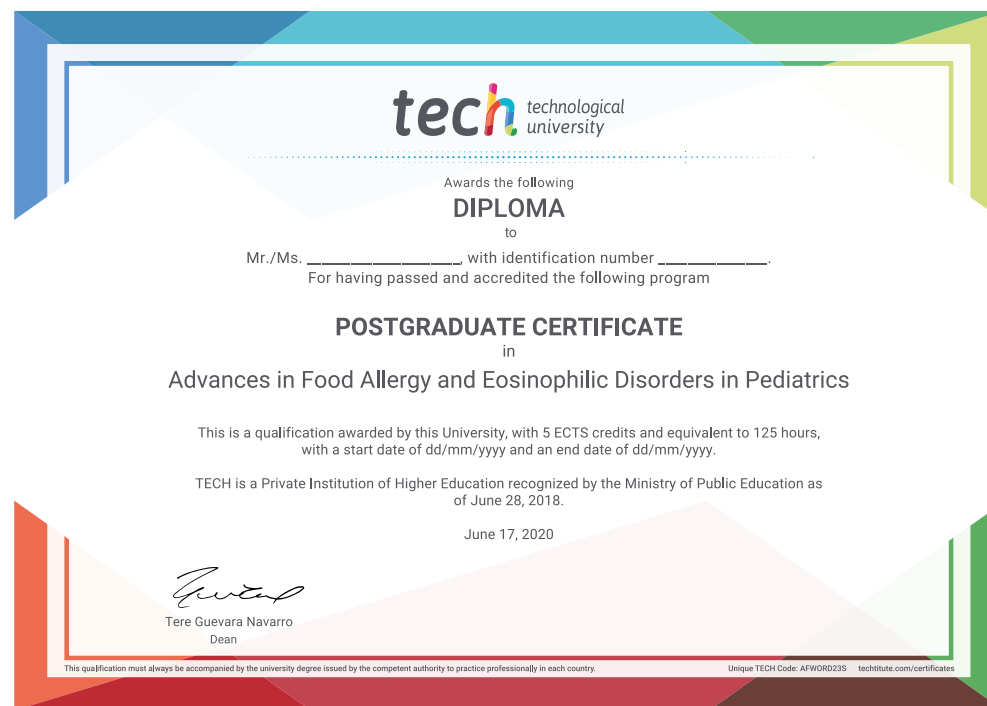 tech technological
university
Awards the following
DIPLOMA
to
Mr./Ms. ____________________, with identification number ______________.
For having passed and accredited the following program
POSTGRADUATE CERTIFICATE
in
Advances in Food Allergy and Eosinophilic Disorders in Pediatrics
This is a qualification awarded by this University, with 5 ECTS credits and equivalent to 125 hours,
with a start date of dd/mm/yyyy and an end date of dd/mm/yyyy.
TECH is a Private Institution of Higher Education recognized by the Ministry of Public Education as
of June 28, 2018.
June 17, 2020
Tere Guevara Navarro
Dean
This qualification must always be accompanied by the university degree issued by the competent authority to practice professionally in each country. Unique TECH Code: AFWORD23S techtitute.com/certificates